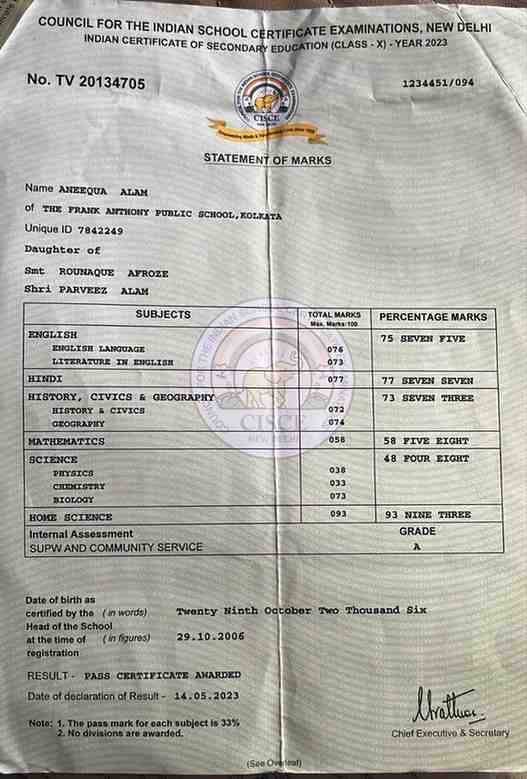 COUNCIL FOR THE INDIAN SCHOOL CERTIFICATE EXAMINATIONS, NEW DELHI
INDIAN CERTIFICATE OF SECONDARY EDUCATION (CLASS - X) - YEAR 2023
No. TV 20134705 1234451/094
CISCE
STATEMENT OF MARKS
Name ANEEQUA ALAM
of THE FRANK ANTHONY PUBLIC SCHOOL,KOLKATA
Unique ID 7842249
Daughter of
Smt ROUNAQUE AFROZE
Shri PARVEEZ ALAM
SUBJECTS TOTAL MARKS Max. Marks:100 PERCENTAGE MARKS
ENGLISH 75 SEVEN FIVE
ENGLISH LANGUAGE 076
LITERATURE IN ENGLISH 073
HINDI 077 77 SEVEN SEVEN
HISTORY, CIVICS & GEOGRAPHY 73 SEVEN THREE
HISTORY & CIVICS 072
GEOGRAPHY 074
CISCE
NEW DELHI
MATHEMATICS 058 58 FIVE EIGHT
SCIENCE 48 FOUR EIGHT
PHYSICS 038
CHEMISTRY 033
BIOLOGY 073
HOME SCIENCE 093 93 NINE THREE
Internal Assessment GRADE
SUPW AND COMMUNITY SERVICE A
Date of birth as
certified by the (in words) Twenty Ninth October Two Thousand Six
Head of the School
at the time of (in figures) 29.10.2006
registration
RESULT - PASS CERTIFICATE AWARDED
Date of declaration of Result - 14.05.2023
Note: 1. The pass mark for each subject is 33%
2. No divisions are awarded.
Chief Executive & Secretary
(See Overleaf)